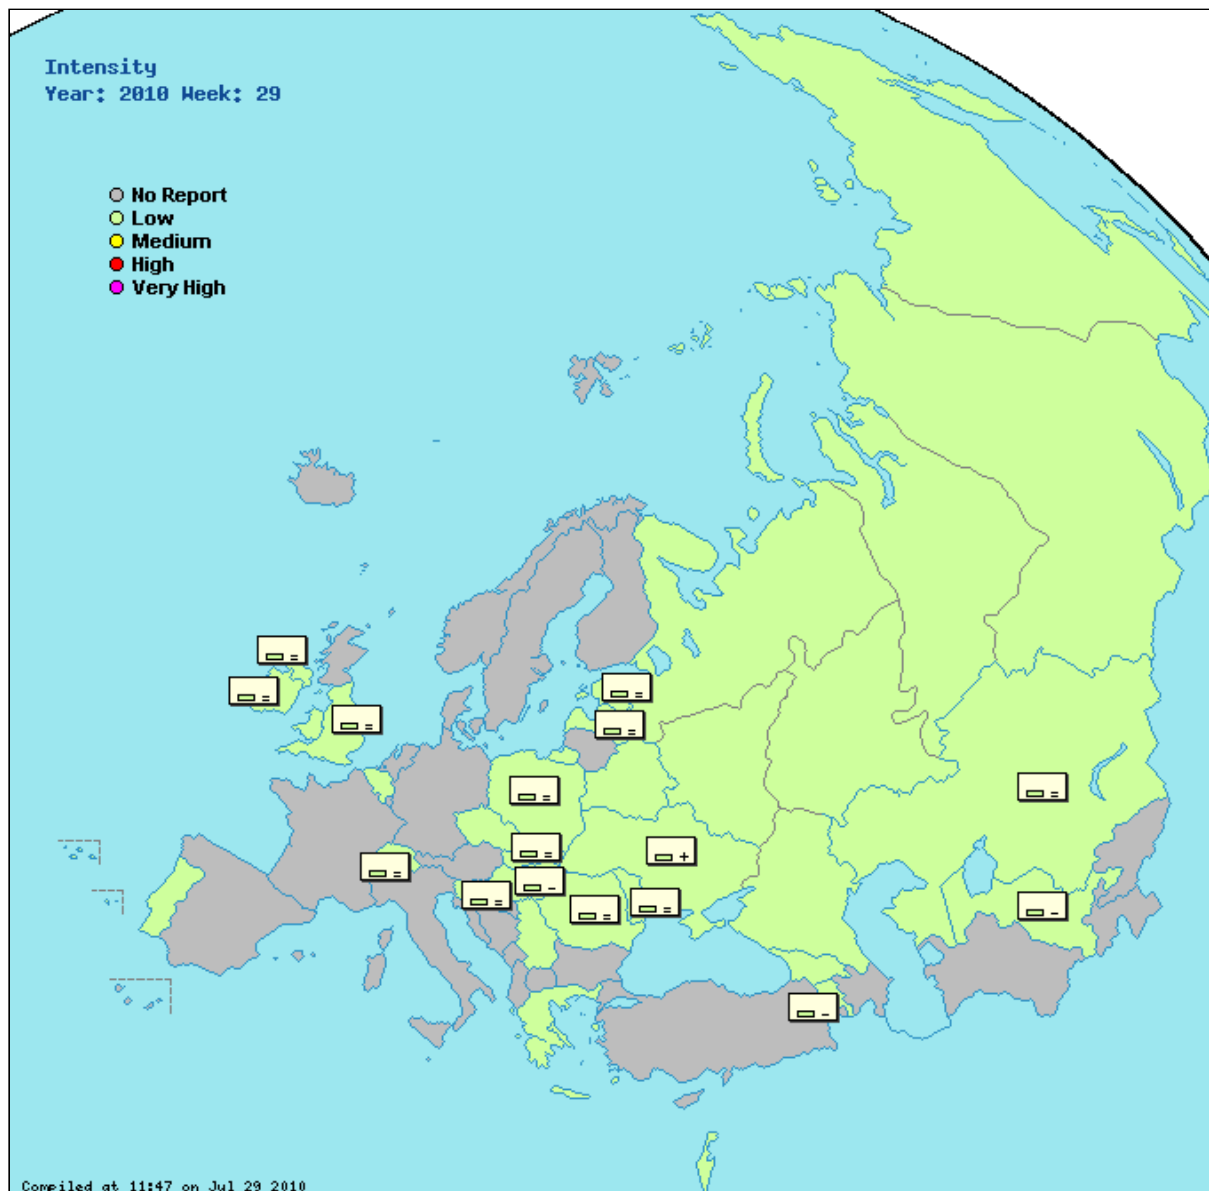 Intensity
Year: 2010 Week: 29
No Report
Low
Medium
High
Very High
=
=
=
=
=
=
=
+
=
=
-
=
=
=
-
-
Compiled at 11:47 on Jul 29 2010